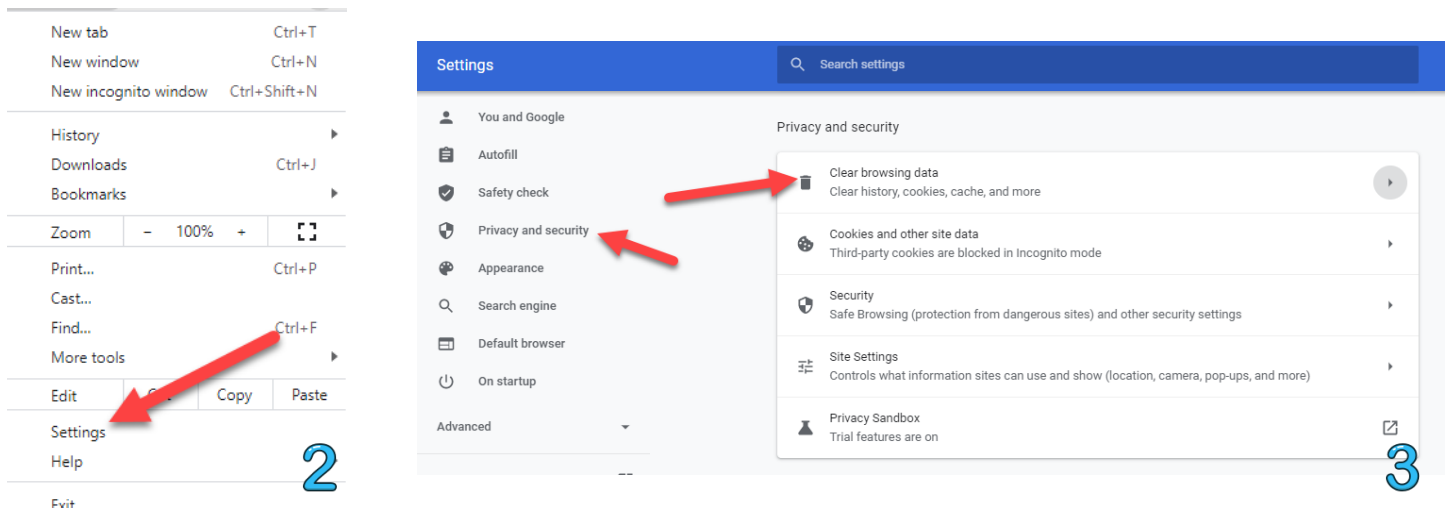 New tab Ctrl+T
New window Ctrl+N
New incognito window Ctrl+Shift+N
History
Downloads Ctrl+J
Bookmarks
Zoom - 100% +
Print... Ctrl+P
Cast...
Find... Ctrl+F
More tools
Edit Copy Paste
Settings
Help
Exit
2
Settings
Search settings
You and Google
Autofill
Safety check
Privacy and security
Appearance
Search engine
Default browser
On startup
Advanced
Privacy and security
Clear browsing data
Clear history, cookies, cache, and more
Cookies and other site data
Third-party cookies are blocked in Incognito mode
Security
Safe Browsing (protection from dangerous sites) and other security settings
Site Settings
Controls what information sites can use and show (location, camera, pop-ups, and more)
Privacy Sandbox
Trial features are on
3